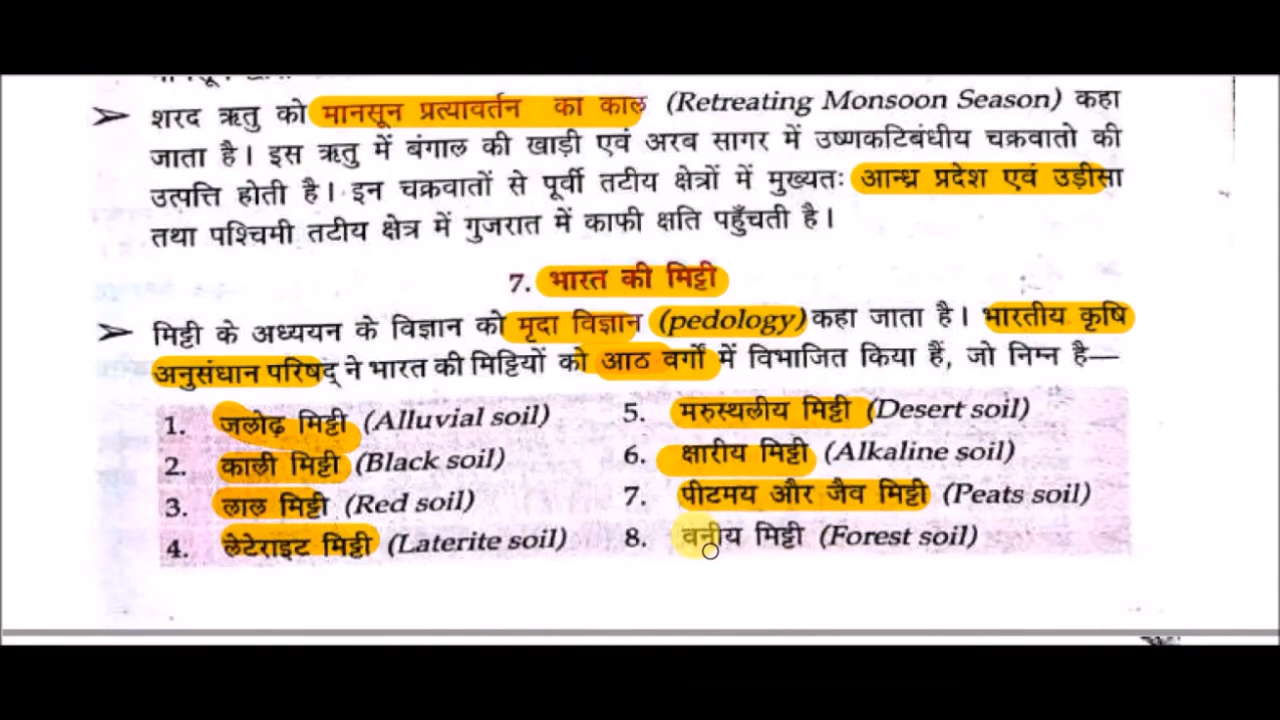 ➢ शरद ऋतु को मानसून प्रत्यावर्तन का काल (Retreating Monsoon Season) कहा
जाता है। इस ऋतु में बंगाल की खाड़ी एवं अरब सागर में उष्णकटिबंधीय चक्रवातो की
उत्पत्ति होती है। इन चक्रवातों से पूर्वी तटीय क्षेत्रों में मुख्यतः आन्ध्र प्रदेश एवं उड़ीसा
तथा पश्चिमी तटीय क्षेत्र में गुजरात में काफी क्षति पहुँचती है।
7. भारत की मिट्टी
➢ मिट्टी के अध्ययन के विज्ञान को मृदा विज्ञान (pedology) कहा जाता है। भारतीय कृषि
अनुसंधान परिषद् ने भारत की मिट्टियों को आठ वर्गों में विभाजित किया हैं, जो निम्न है—
1. जलोढ़ मिट्टी (Alluvial soil)
2. काली मिट्टी (Black soil)
3. लाल मिट्टी (Red soil)
4. लेटेराइट मिट्टी (Laterite soil)
5. मरुस्थलीय मिट्टी (Desert soil)
6. क्षारीय मिट्टी (Alkaline soil)
7. पीटमय और जैव मिट्टी (Peats soil)
8. वनीय मिट्टी (Forest soil)